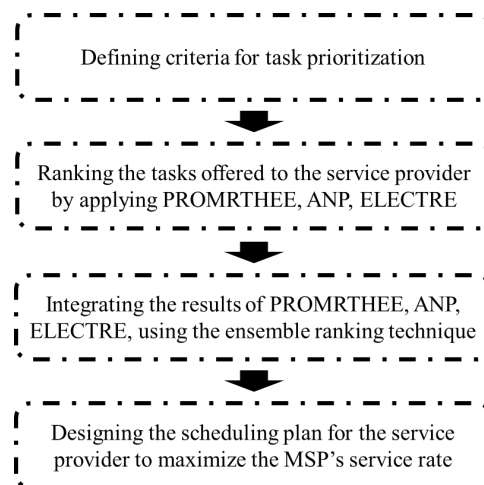 Defining criteria for task prioritization
Ranking the tasks offered to the service provider
by applying PROMRTHEE, ANP, ELECTRE
Integrating the results of PROMRTHEE, ANP,
ELECTRE, using the ensemble ranking technique
Designing the scheduling plan for the service
provider to maximize the MSP's service rate